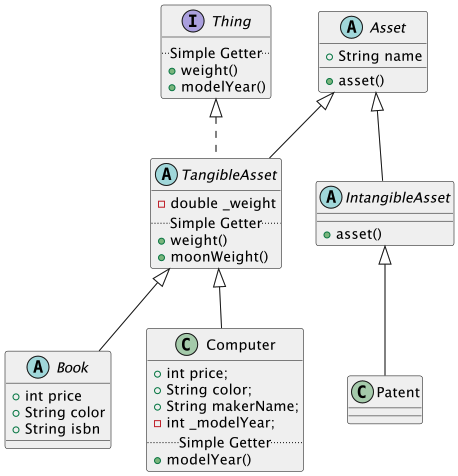 I Thing
Simple Getter
weight()
modelYear()
A Asset
String name
asset()
A TangibleAsset
double _weight
Simple Getter
weight()
moonWeight()
A IntangibleAsset
asset()
A Book
int price
String color
String isbn
C Computer
int price;
String color;
String makerName;
int _modelYear;
Simple Getter
modelYear()
C Patent